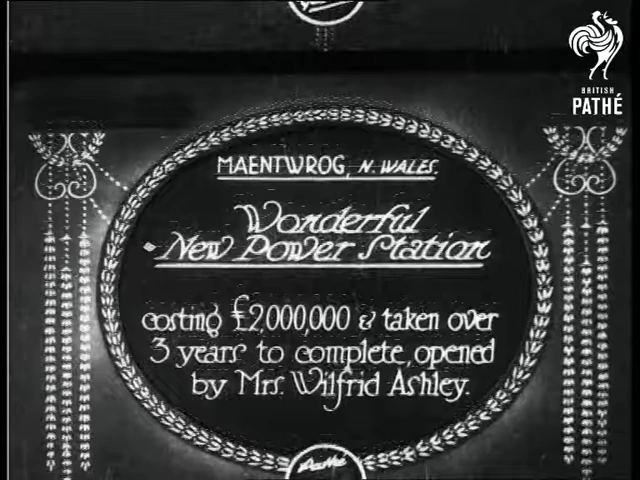 BRITISH
PATHÉ
MAENTWROG, N. WALES.
Wonderful
New Power Station
costing £2,000,000 & taken over
3 years to complete, opened
by Mrs. Wilfrid Ashley.
Pathé